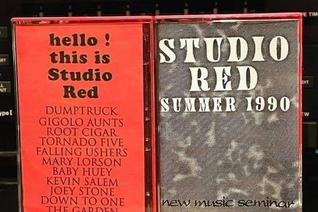 hello !
this is
Studio
Red
DUMPTRUCK
GIGOLO AUNTS
ROOT CIGAR
TORNADO FIVE
FALLING USHERS
MARY LORSON
BABY HUEY
KEVIN SALEM
JOEY STONE
DOWN TO ONE
THE GARDEN
STUDIO
RED
SUMMER 1990
new music seminar